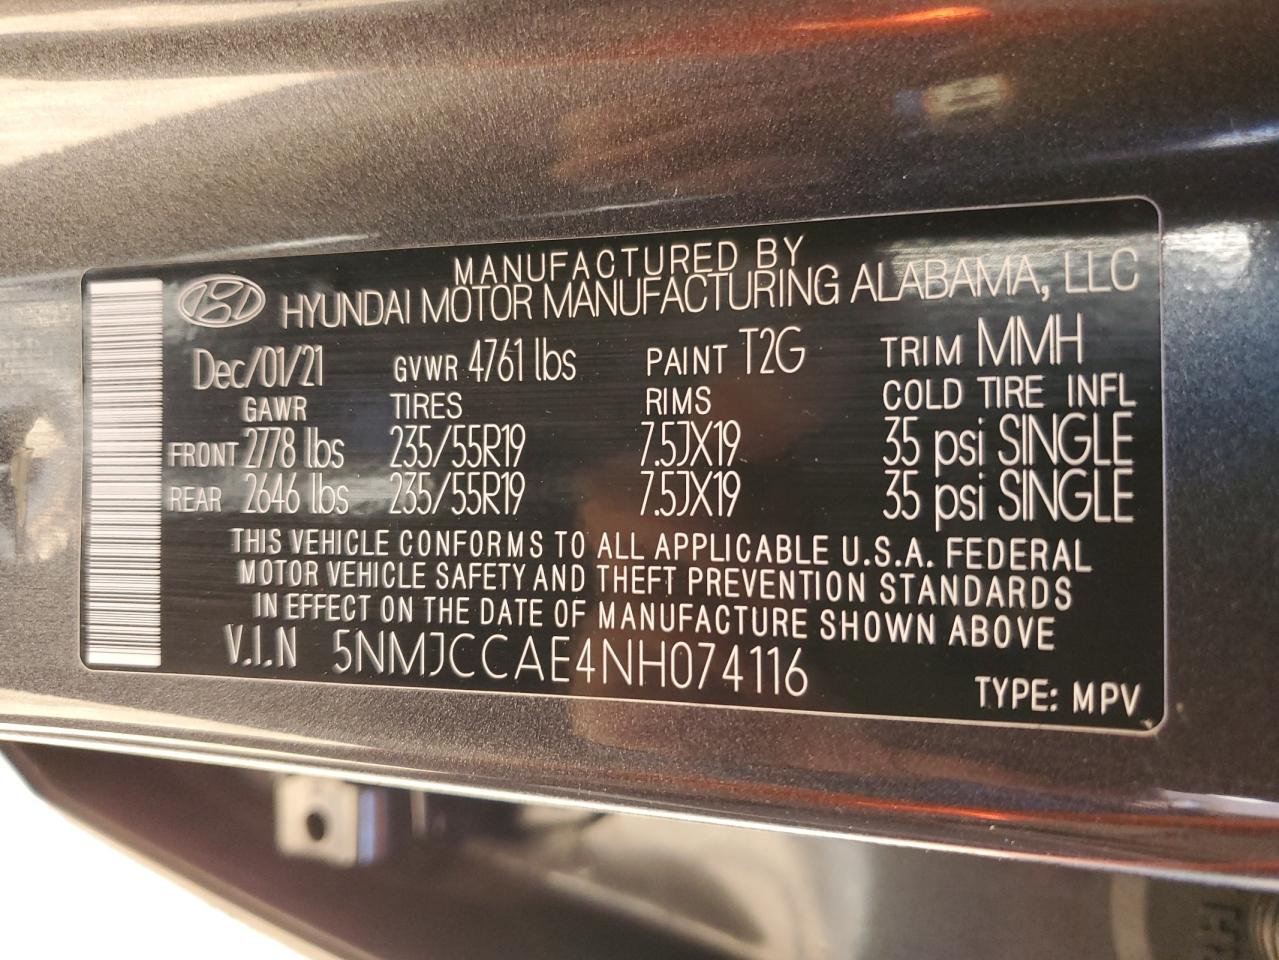 MANUFACTURED BY
HYUNDAI MOTOR MANUFACTURING ALABAMA, LLC
Dec/01/21 GVWR 4761 lbs PAINT T2G TRIM MMH
GAWR TIRES RIMS COLD TIRE INFL
FRONT 2778 lbs 235/55R19 7.5JX19 35 psi SINGLE
REAR 2646 lbs 235/55R19 7.5JX19 35 psi SINGLE
THIS VEHICLE CONFORMS TO ALL APPLICABLE U.S.A. FEDERAL
MOTOR VEHICLE SAFETY AND THEFT PREVENTION STANDARDS
IN EFFECT ON THE DATE OF MANUFACTURE SHOWN ABOVE
V.I.N 5NMJCCAE4NH074116
TYPE: MPV